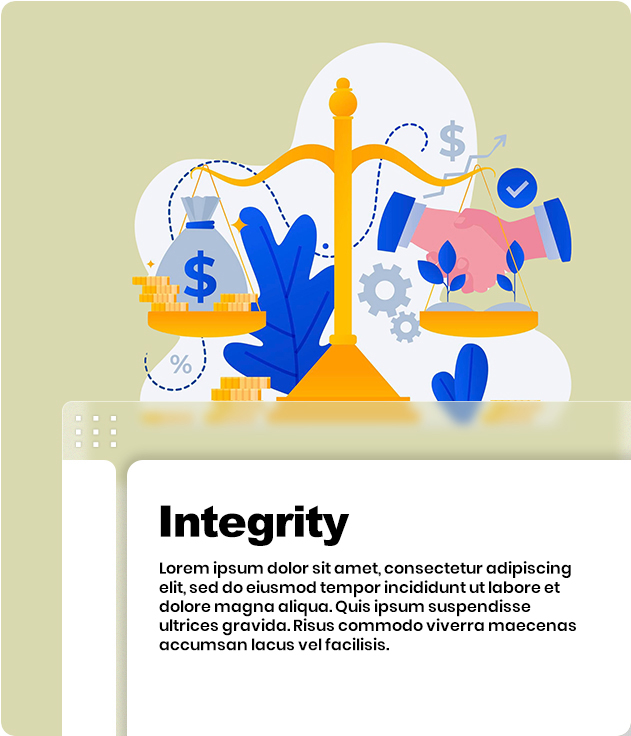 $
$
%
Integrity
Lorem ipsum dolor sit amet, consectetur adipiscing
elit, sed do eiusmod tempor incididunt ut labore et
dolore magna aliqua. Quis ipsum suspendisse
ultrices gravida. Risus commodo viverra maecenas
accumsan lacus vel facilisis.